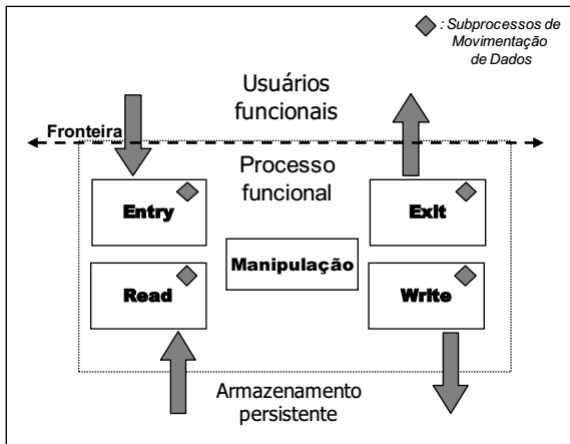 : Subprocessos de
Movimentação
de Dados
Usuários
funcionais
Fronteira
Processo
funcional
Entry
Exit
Manipulação
Read
Write
Armazenamento
persistente